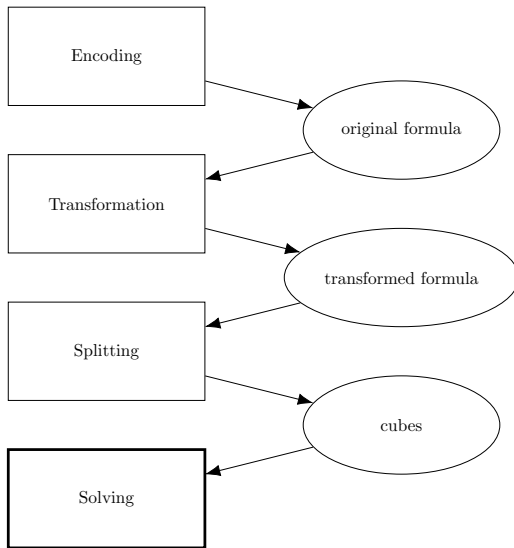 Encoding
original formula
Transformation
transformed formula
Splitting
cubes
Solving